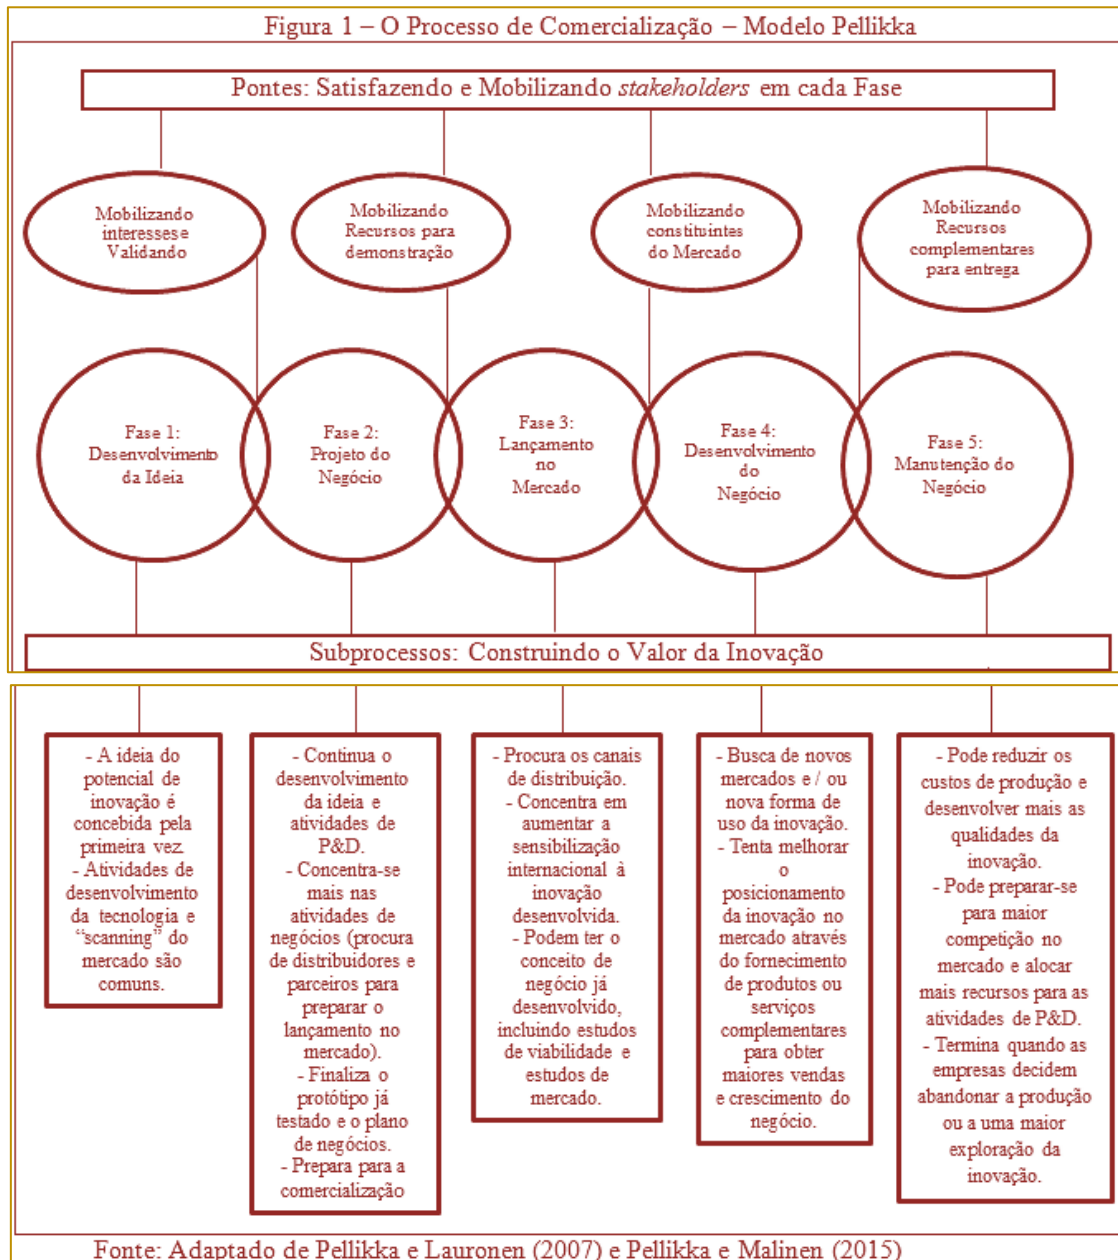 Figura 1 – O Processo de Comercialização – Modelo Pellikka
Pontes: Satisfazendo e Mobilizando stakeholders em cada Fase
Mobilizando
interessese
Validando
Mobilizando
Recursos para
demonstração
Mobilizando
constituintes
do Mercado
Mobilizando
Recursos
complementares
para entrega
Fase 1:
Desenvolvimento
da Ideia
Fase 2:
Projeto do
Negócio
Fase 3:
Lançamento
no
Mercado
Fase 4:
Desenvolvimento
do
Negócio
Fase 5:
Manutenção do
Negócio
Subprocessos: Construindo o Valor da Inovação
- A ideia do
potencial de
inovação é
concebida pela
primeira vez.
- Atividades de
desenvolvimento
da tecnologia e
“scanning” do
mercado são
comuns.
- Continua o
desenvolvimento
da ideia e
atividades de
P&D.
- Concentra-se
mais nas
atividades de
negócios (procura
de distribuidores e
parceiros para
preparar o
lançamento no
mercado).
- Finaliza o
protótipo já
testado e o plano
de negócios.
- Prepara para a
comercialização
- Procura os canais
de distribuição.
- Concentra em
aumentar a
sensibilização
internacional à
inovação
desenvolvida.
- Podem ter o
conceito de
negócio já
desenvolvido,
incluindo estudos
de viabilidade e
estudos de
mercado.
- Busca de novos
mercados e / ou
nova forma de
uso da inovação.
- Tenta melhorar
o
posicionamento
da inovação no
mercado através
do fornecimento
de produtos ou
serviços
complementares
para obter
maiores vendas
e crescimento do
negócio.
- Pode reduzir os
custos de produção e
desenvolver mais as
qualidades da
inovação.
- Pode preparar-se
para maior
competição no
mercado e alocar
mais recursos para as
atividades de P&D.
- Termina quando as
empresas decidem
abandonar a produção
ou a uma maior
exploração da
inovação.
Fonte: Adaptado de Pellikka e Lauronen (2007) e Pellikka e Malinen (2015)